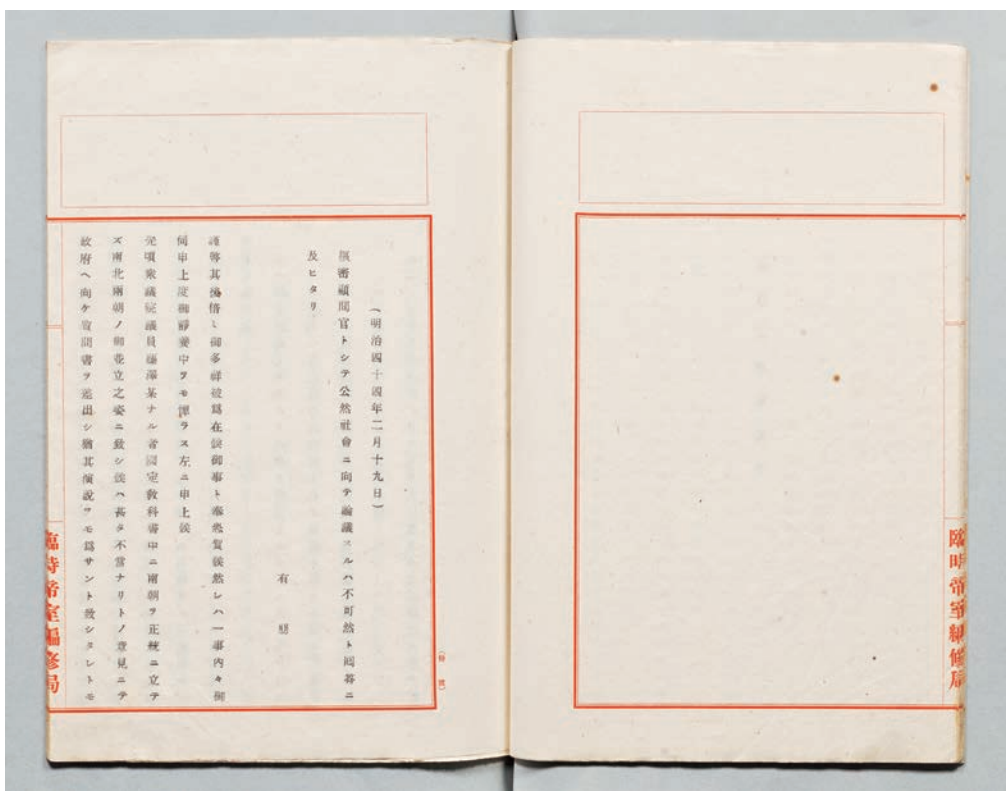 臨時帝室編修局
(明治四十四年二月十九日)
樞密顧問官トシテ公然社會ニ向テ論議スルハ不可然ト回答ニ
及ヒタリ
有
謹啓其後倍〻御多祥被爲在候御事ト奉恐賀候然レハ一事内々御
伺申上度御靜養中ヲモ憚ラス左ニ申上候
先頃衆議院議員藤澤某ナル者國定敎科書中ニ南朝ヲ正統ニ立テ
ズ南北兩朝ノ御並立之姿ニ致シ候ハ甚タ不當ナリトノ意見ニテ
政府ヘ向ケ質問書ヲ差出シ猶其演說ヲモ爲サント致シタレトモ
臨時帝室編修局